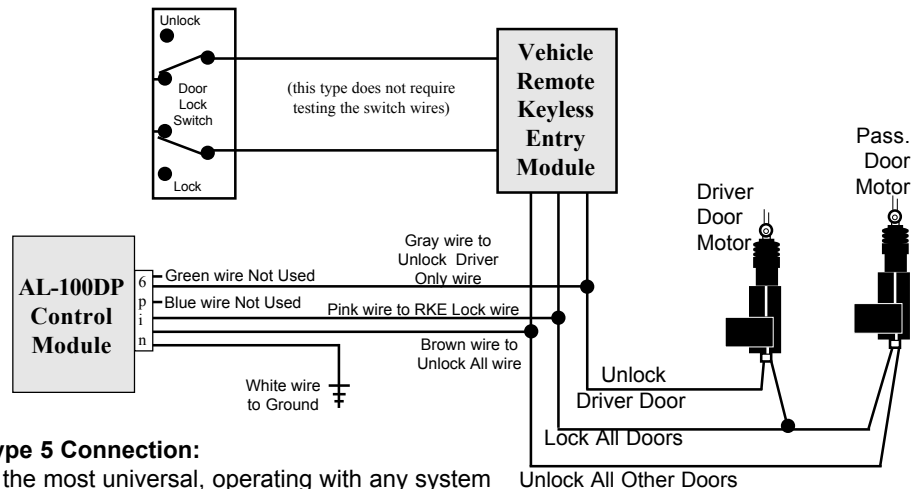 Unlock
Door
Lock
Switch
Lock
(this type does not require
testing the switch wires)
Vehicle
Remote
Keyless
Entry
Module
Pass.
Door
Motor
Driver
Door
Motor
AL-100DP
Control
Module
6
p
i
n
Green wire Not Used
Blue wire Not Used
Gray wire to
Unlock Driver
Only wire
Pink wire to RKE Lock wire
Brown wire to
Unlock All wire
White wire
to Ground
Unlock
Driver Door
Lock All Doors
Unlock All Other Doors
ype 5 Connection:
the most universal, operating with any system